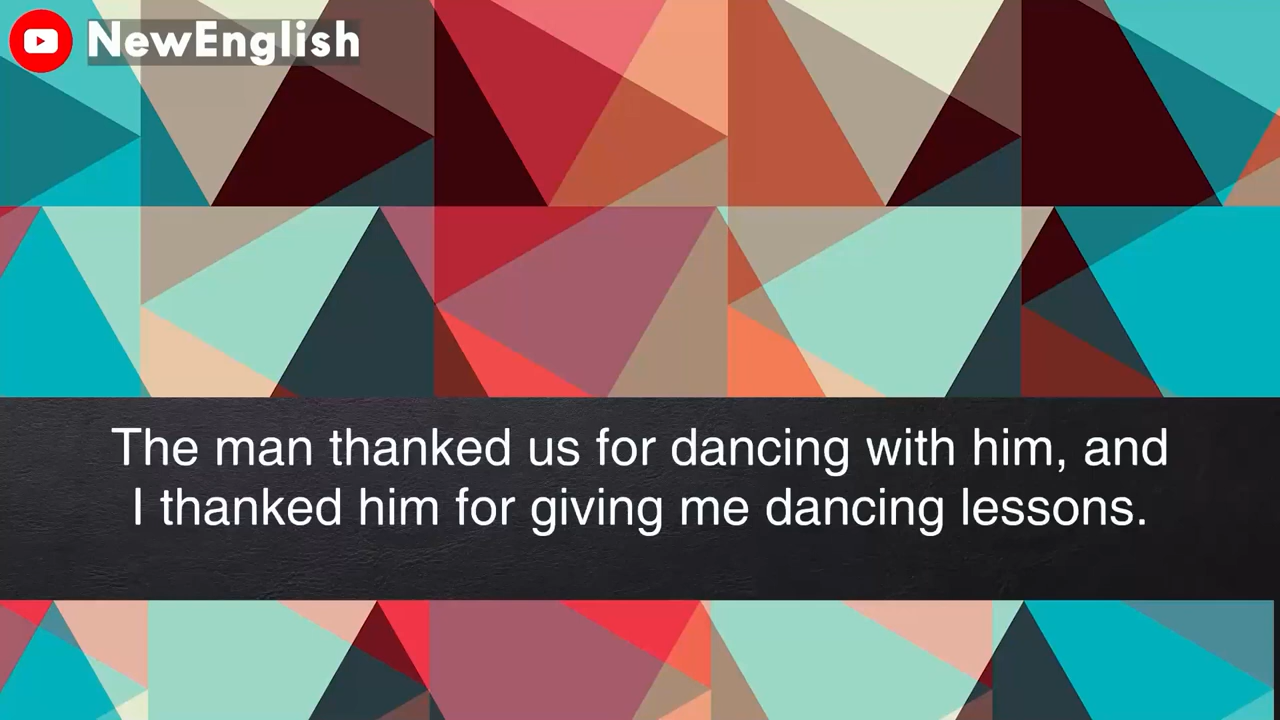 NewEnglish
The man thanked us for dancing with him, and
I thanked him for giving me dancing lessons.